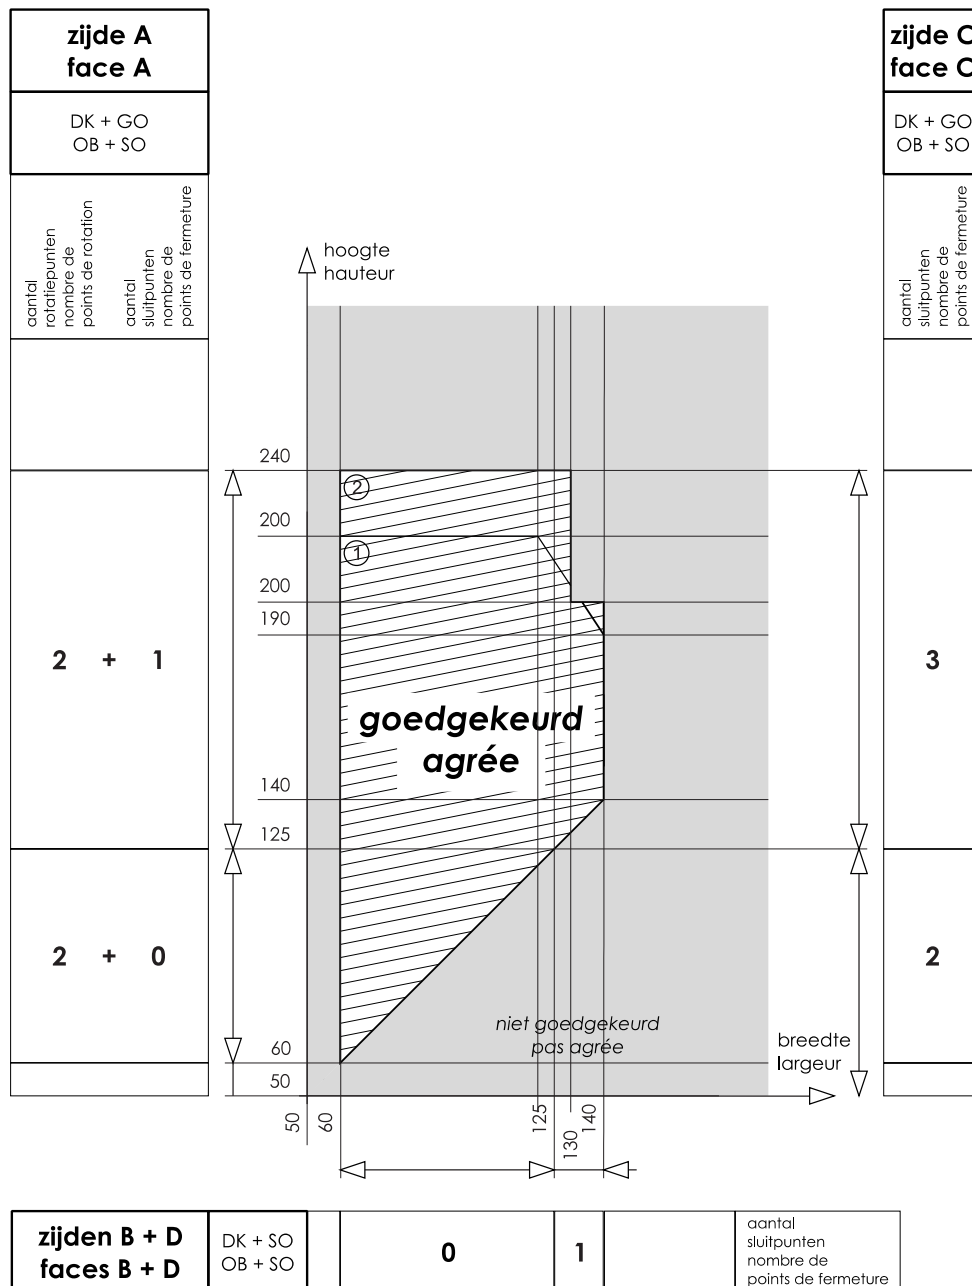 zijde A
face A
DK + GO
OB + SO
aantal
rotatiepunten
nombre de
points de rotation
aantal
sluitpunten
nombre de
points de fermeture
2 + 1
2 + 0
zijde C
face C
DK + GO
OB + SO
aantal
sluitpunten
nombre de
points de fermeture
3
2
hoogte
hauteur
240
200
200
190
140
125
60
50
2
1
goedgekeurd
agrée
niet goedgekeurd
pas agrée
breedte
largeur
50
60
125
130
140
zijden B + D
faces B + D
DK + SO
OB + SO
0
1
aantal
sluitpunten
nombre de
points de fermeture